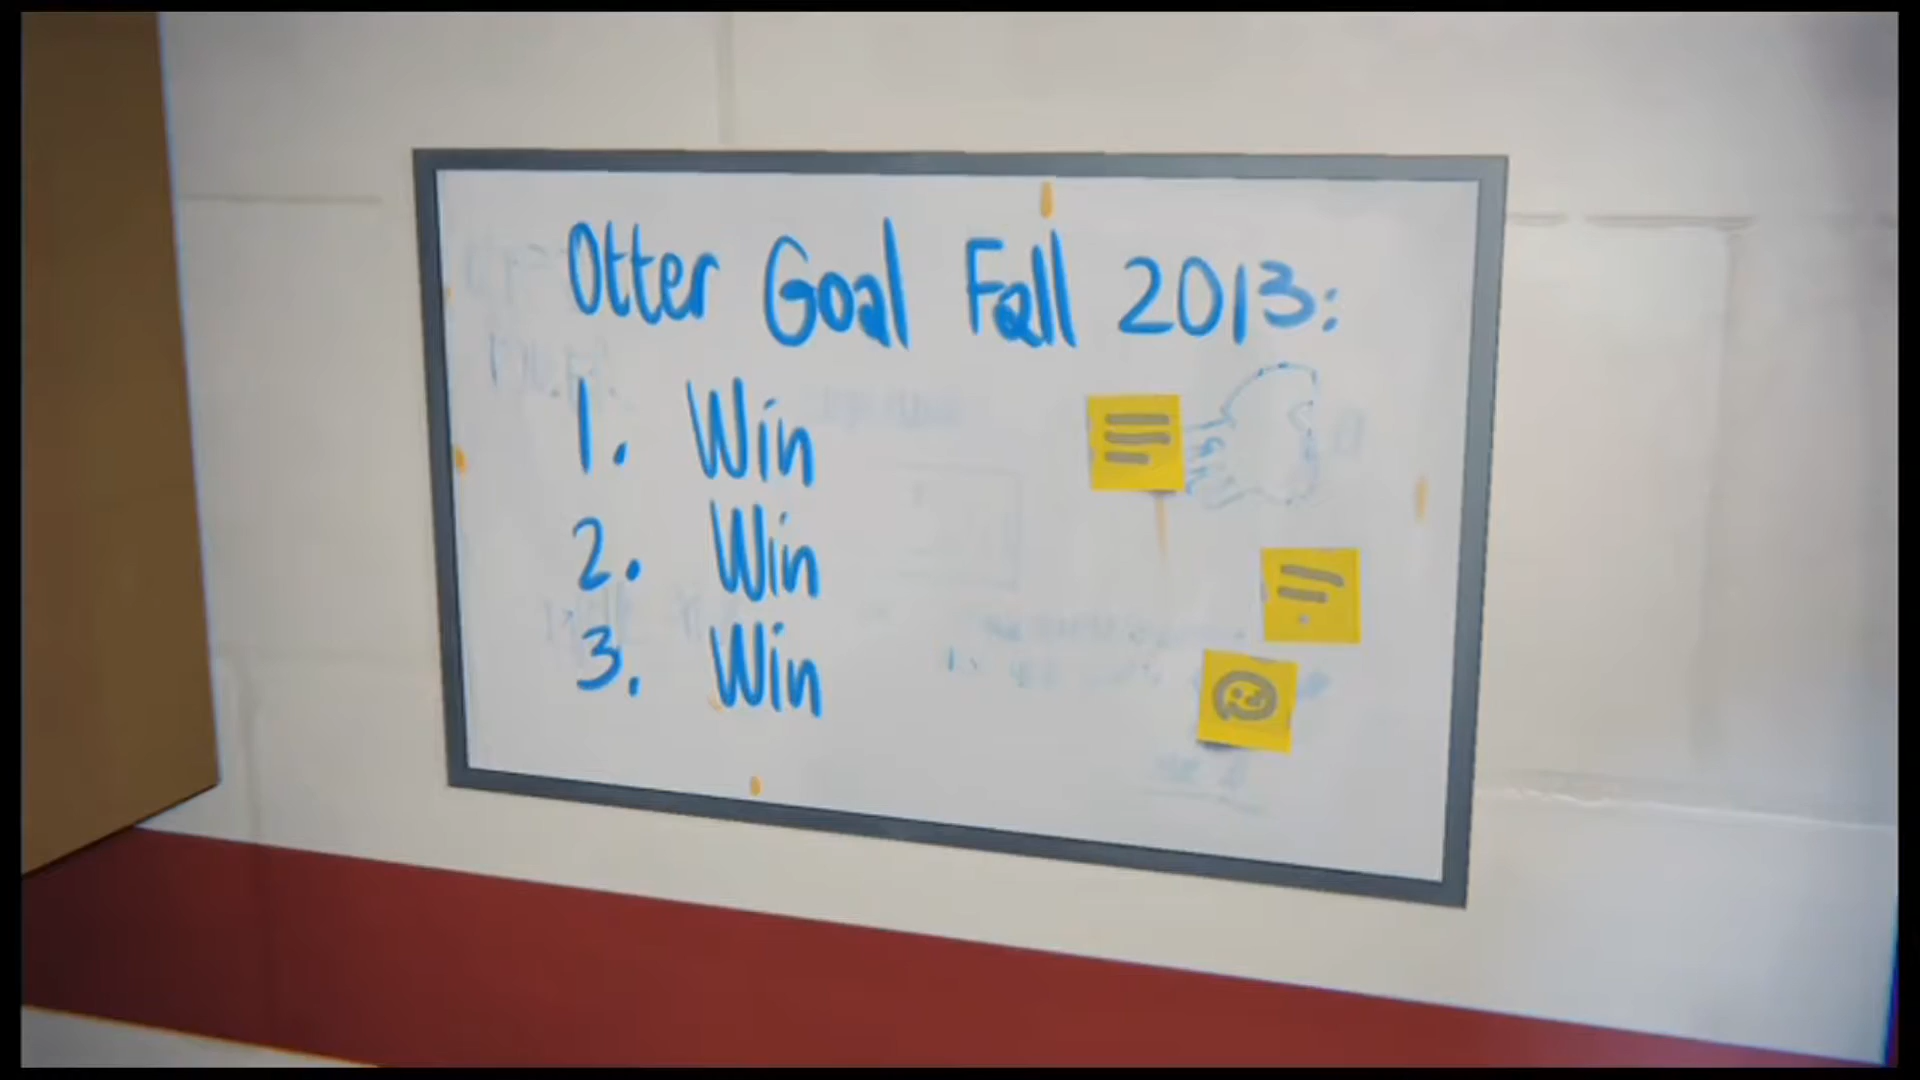 Otter Goal Fall 2013:
1. Win
2. Win
3. Win